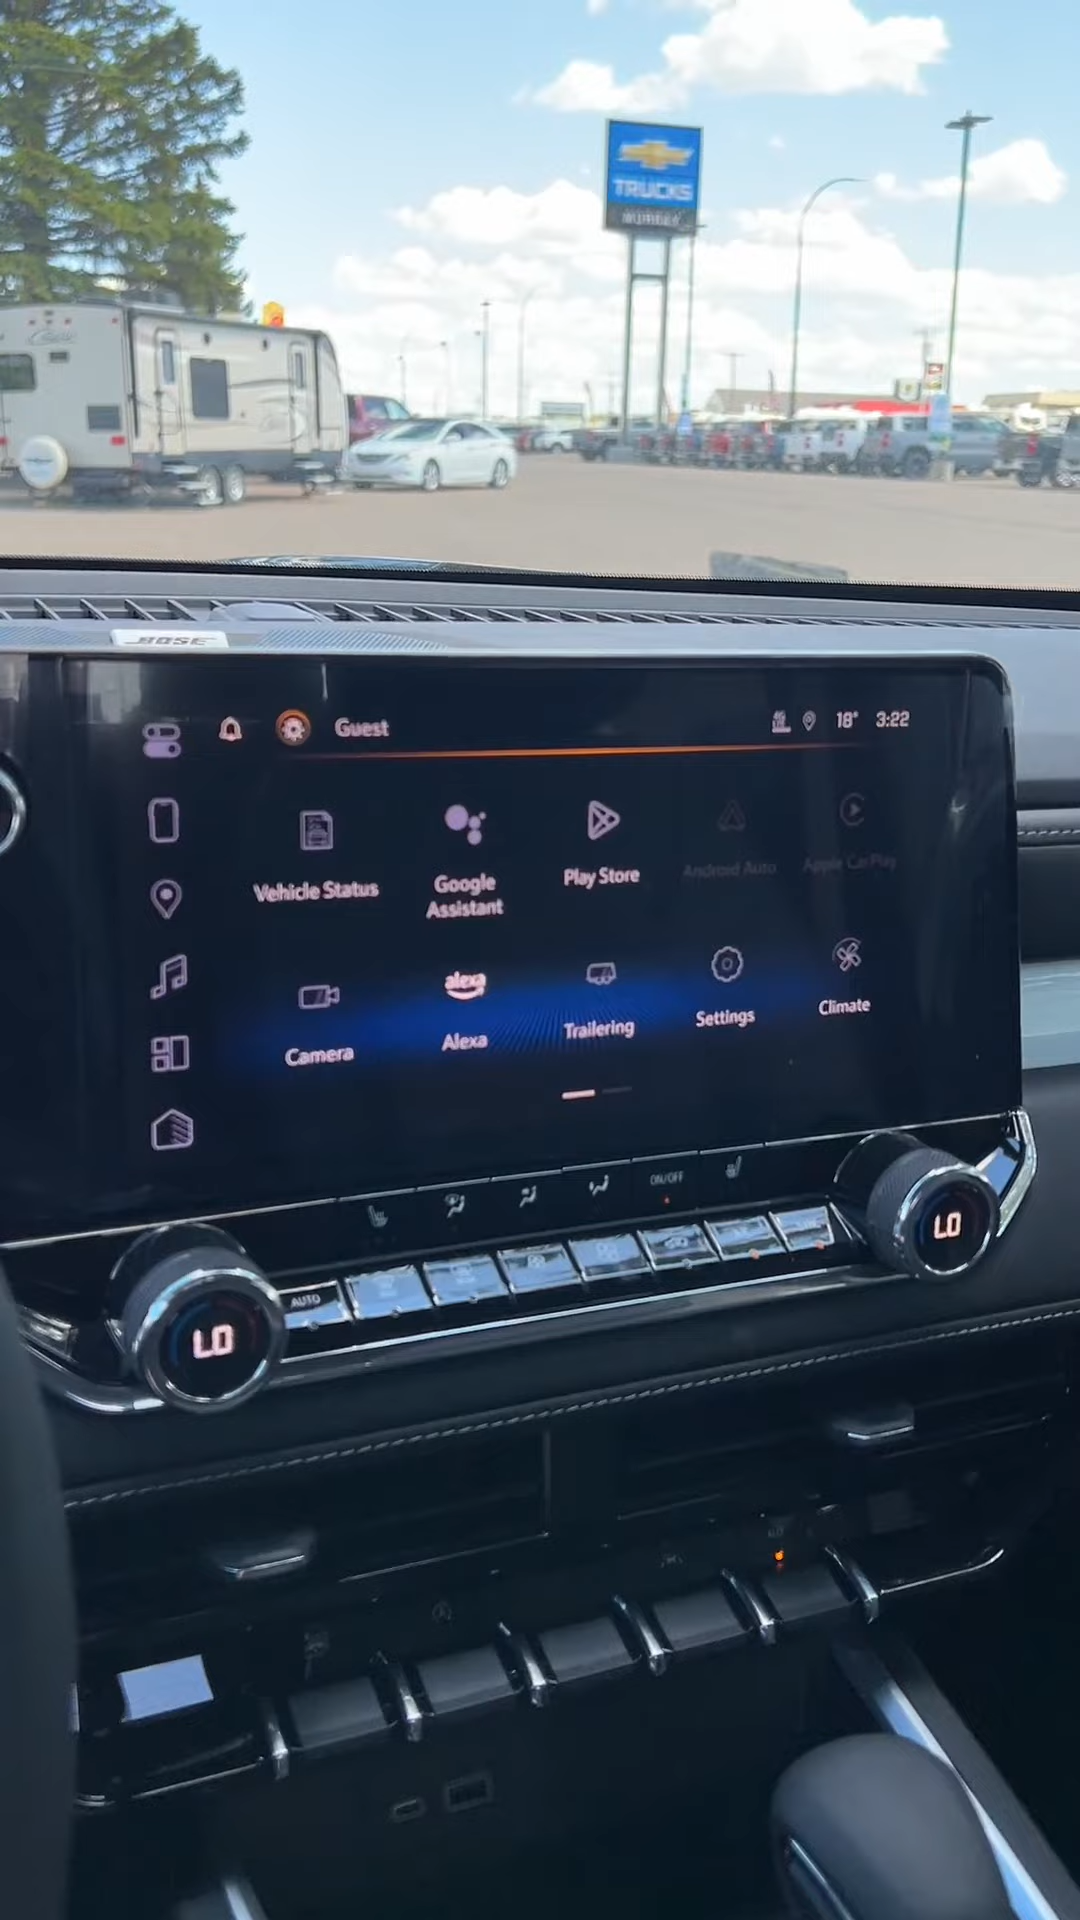 TRUCKS
BOSE
Guest
18°
3:22
Vehicle Status
Google
Assistant
Play Store
Android Auto
Apple CarPlay
Camera
alexa
Alexa
Trailering
Settings
Climate
ON/OFF
AUTO
LO
LO